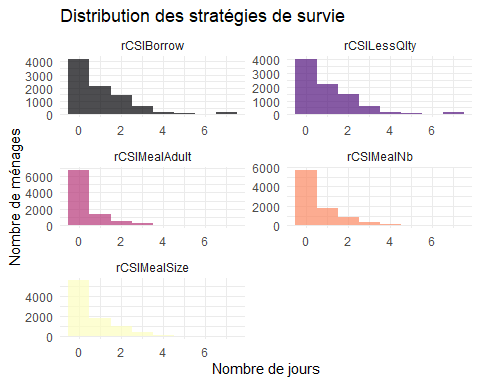 Distribution des stratégies de survie
rCSIBorrow
rCSILessQlty
4000
3000
2000
1000
0
0 2 4 6
4000
3000
2000
1000
0
0 2 4 6
rCSIMealAdult
rCSIMealNb
6000
4000
2000
0
0 2 4 6
6000
4000
2000
0
0 2 4 6
rCSIMealSize
4000
2000
0
0 2 4 6
Nombre de ménages
Nombre de jours